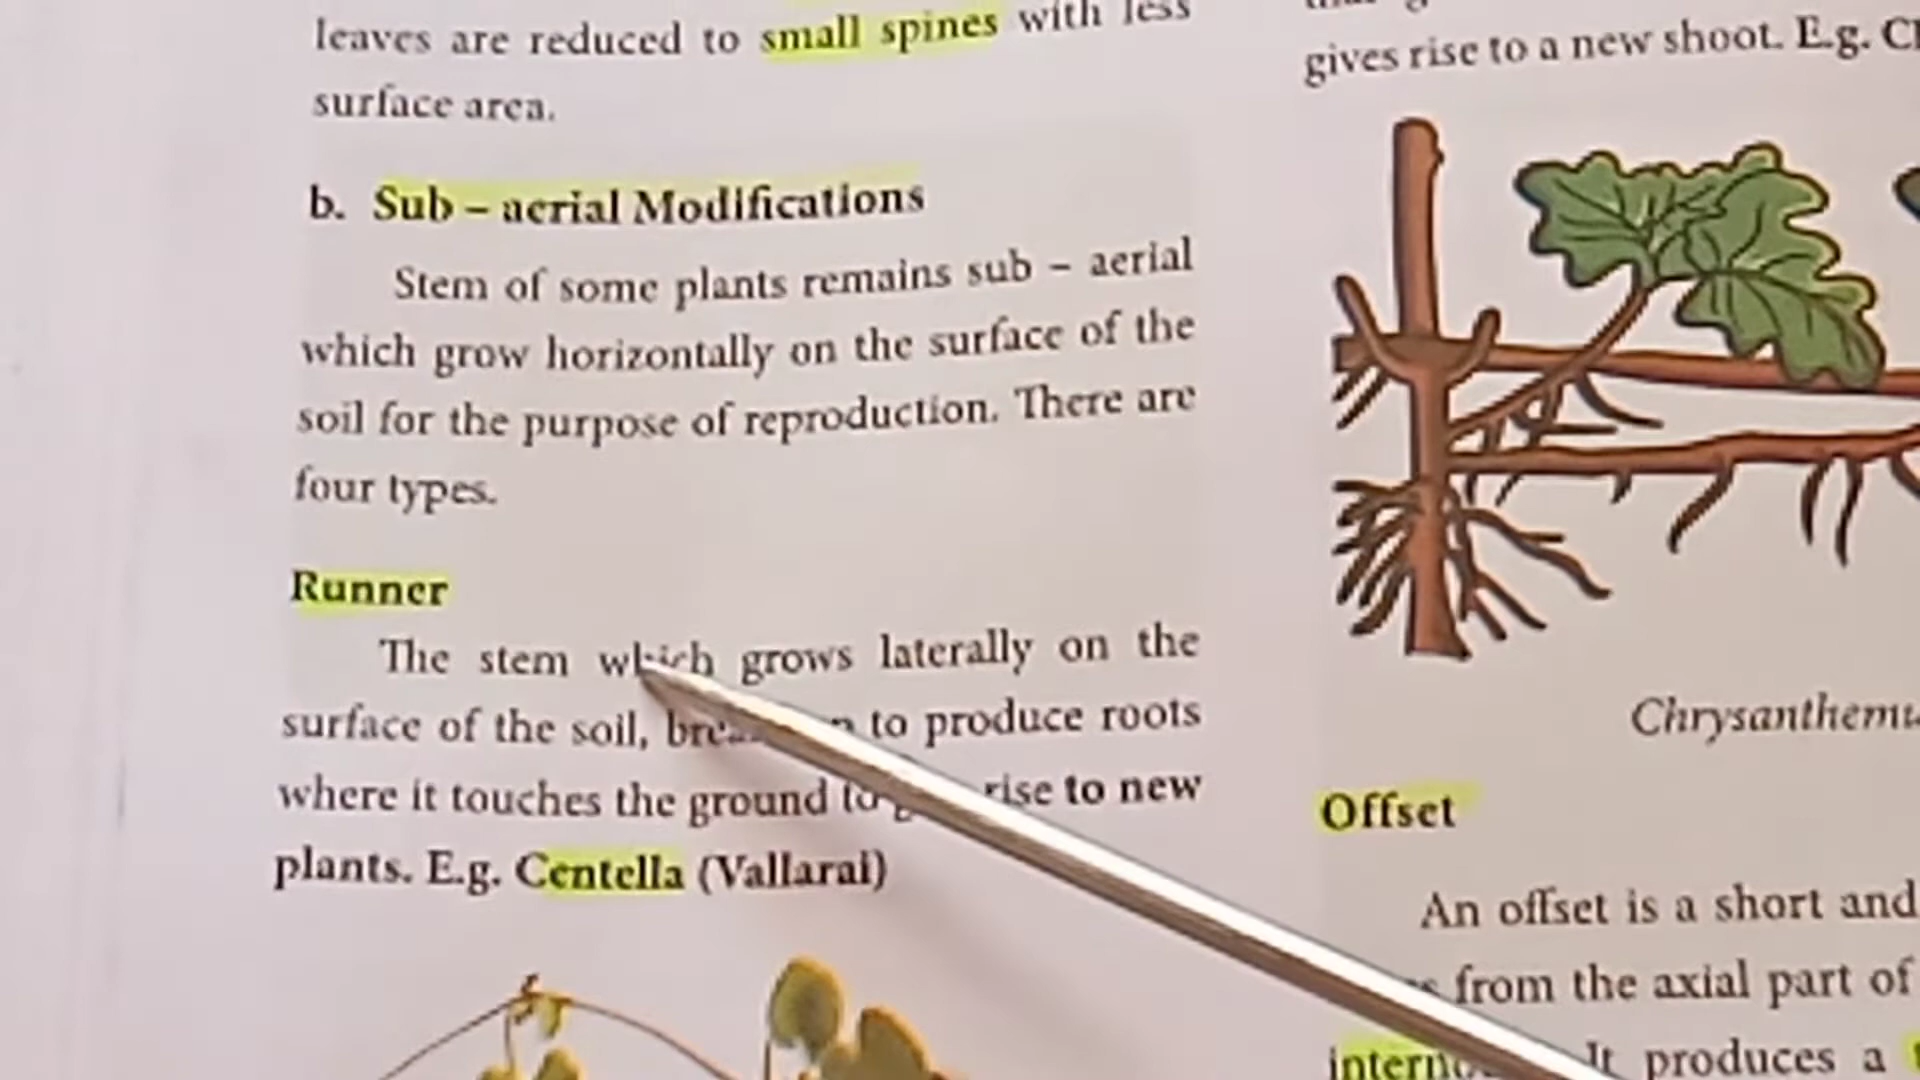 leaves are reduced to small spines with less
surface area.
b. Sub – aerial Modifications
Stem of some plants remains sub – aerial
which grow horizontally on the surface of the
soil for the purpose of reproduction. There are
four types.
Runner
The stem which grows laterally on the
surface of the soil, to produce roots
where it touches the ground to rise to new
plants. E.g. Centella (Vallarai)
gives rise to a new shoot. E.g.
Offset
An offset is a short and
from the axial part of
It produces a